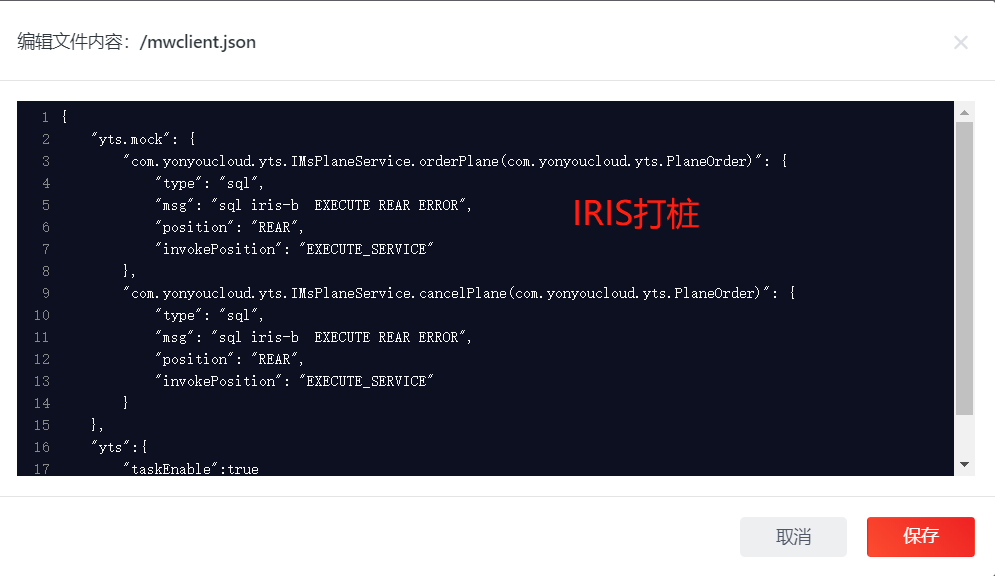 编辑文件内容：/mwclient.json
1 {
2 "yts.mock": {
3 "com.yonyoucloud.yts.IMsPlaneService.orderPlane(com.yonyoucloud.yts.PlaneOrder)": {
4 "type": "sql",
5 "msg": "sql iris-b  EXECUTE REAR ERROR",
6 "position": "REAR",
7 "invokePosition": "EXECUTE_SERVICE"
8 },
9 "com.yonyoucloud.yts.IMsPlaneService.cancelPlane(com.yonyoucloud.yts.PlaneOrder)": {
10 "type": "sql",
11 "msg": "sql iris-b  EXECUTE REAR ERROR",
12 "position": "REAR",
13 "invokePosition": "EXECUTE_SERVICE"
14 }
15 },
16 "yts":{
17 "taskEnable":true
IRIS打桩
取消
保存